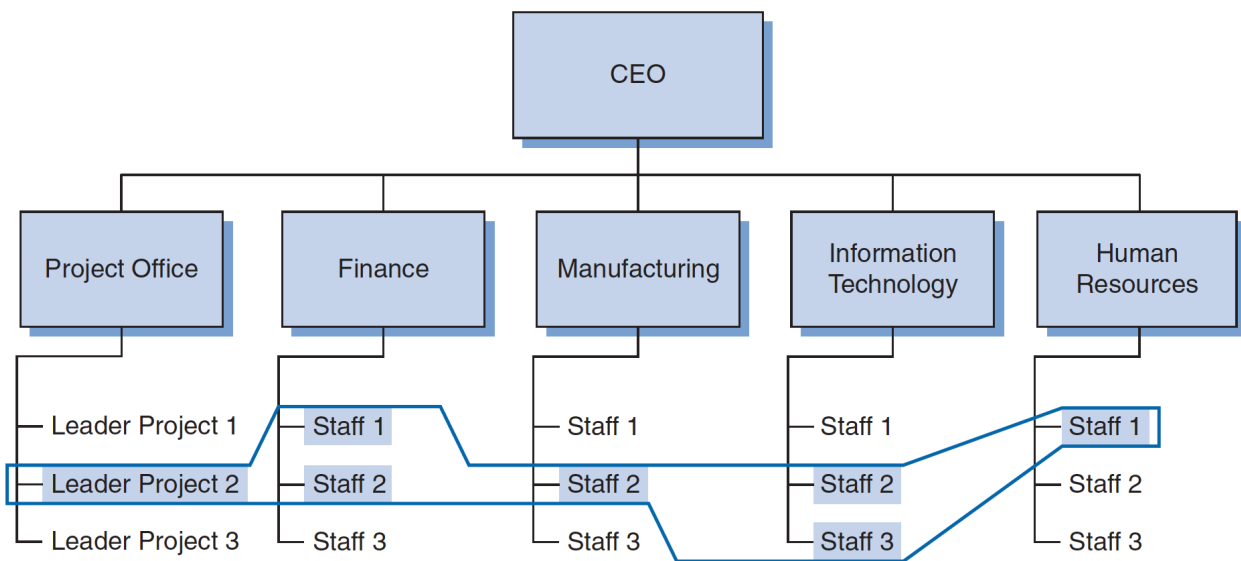 CEO
Project Office
Finance
Manufacturing
Information
Technology
Human
Resources
Leader Project 1
Leader Project 2
Leader Project 3
Staff 1
Staff 2
Staff 3
Staff 1
Staff 2
Staff 3
Staff 1
Staff 2
Staff 3
Staff 1
Staff 2
Staff 3